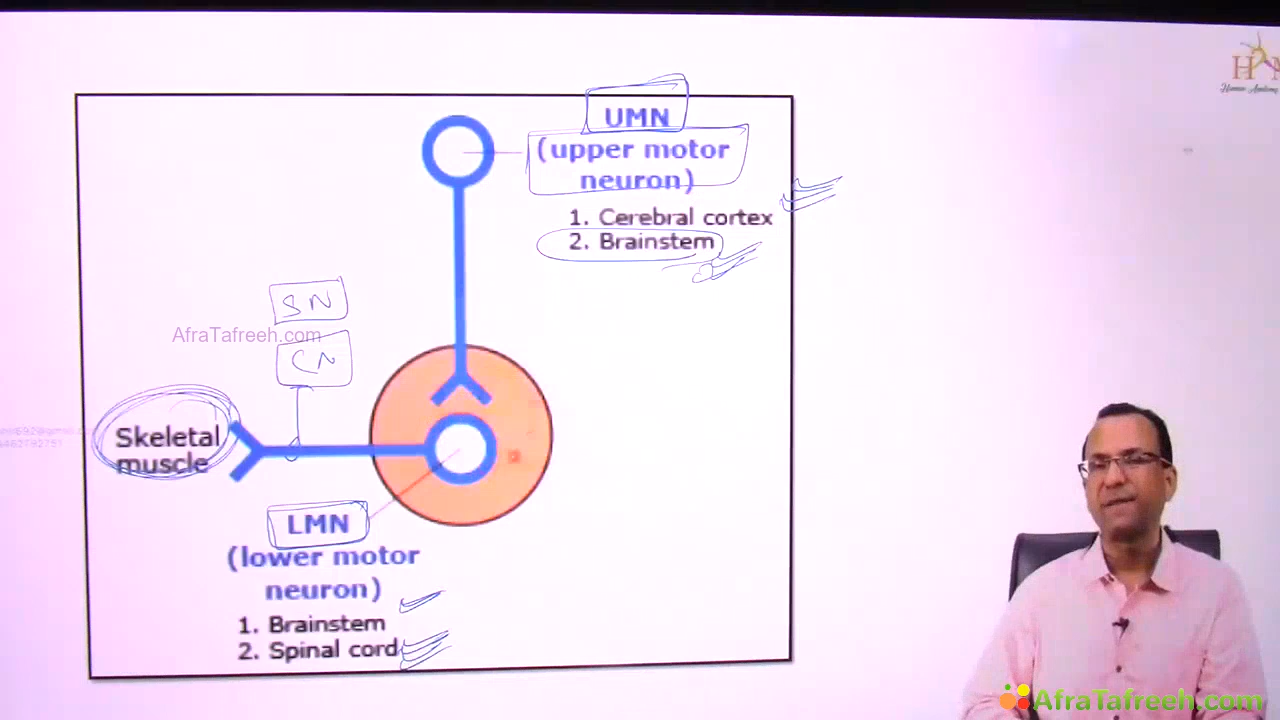 UMN
(upper motor
neuron)
1. Cerebral cortex
2. Brainstem
SN
AfraTafreeh.com
CN
Skeletal
muscle
LMN
(lower motor
neuron)
1. Brainstem
2. Spinal cord
AfraTafreeh.com